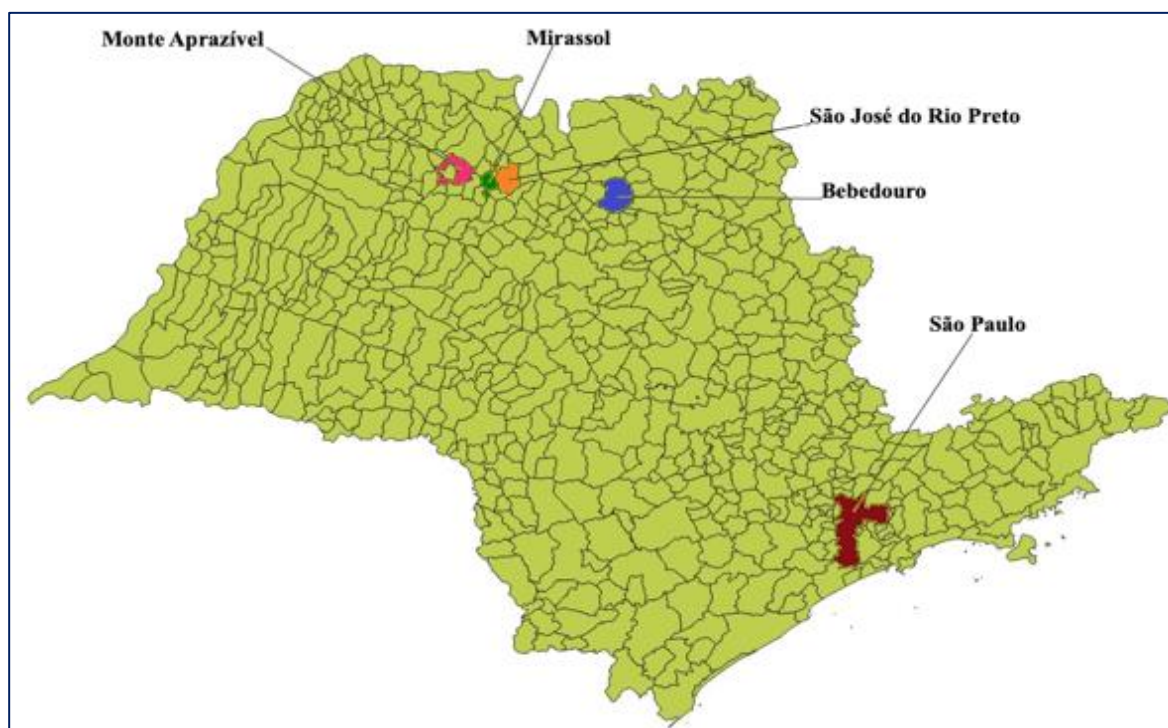 Monte Aprazível
Mirassol
São José do Rio Preto
Bebedouro
São Paulo